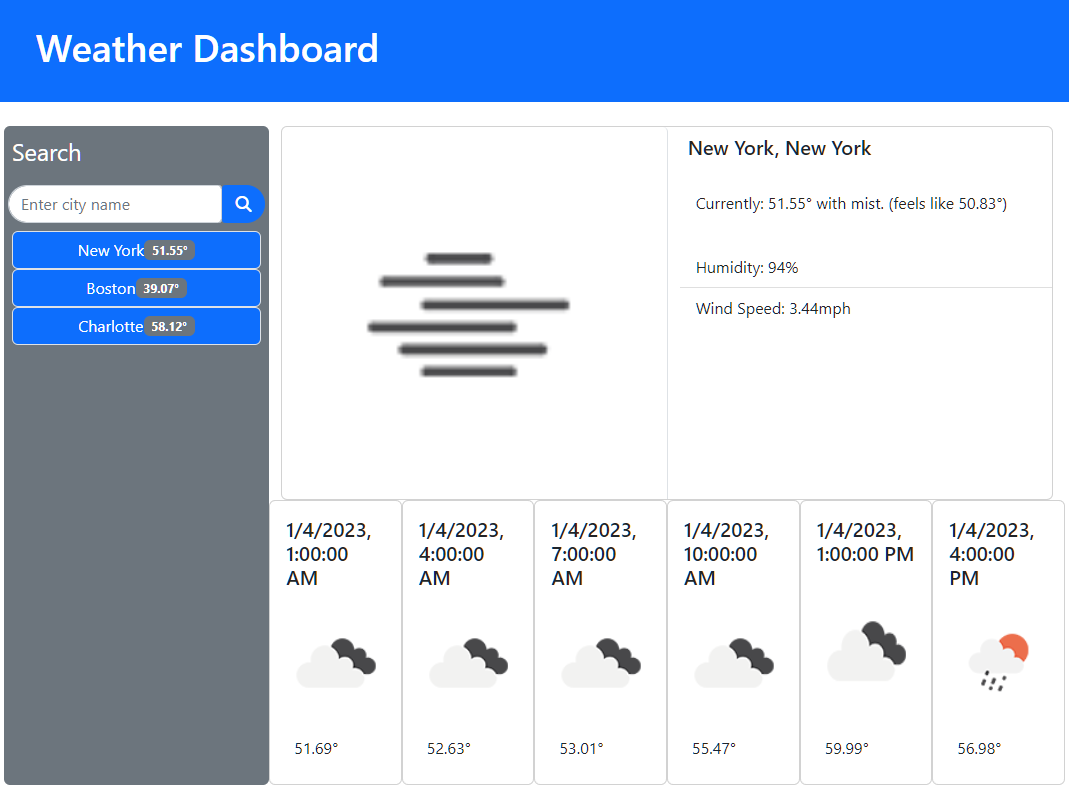 Weather Dashboard
Search
Enter city name
New York 51.55°
Boston 39.07°
Charlotte 58.12°
New York, New York
Currently: 51.55° with mist. (feels like 50.83°)
Humidity: 94%
Wind Speed: 3.44mph
1/4/2023,
1:00:00
AM
51.69°
1/4/2023,
4:00:00
AM
52.63°
1/4/2023,
7:00:00
AM
53.01°
1/4/2023,
10:00:00
AM
55.47°
1/4/2023,
1:00:00 PM
59.99°
1/4/2023,
4:00:00
PM
56.98°